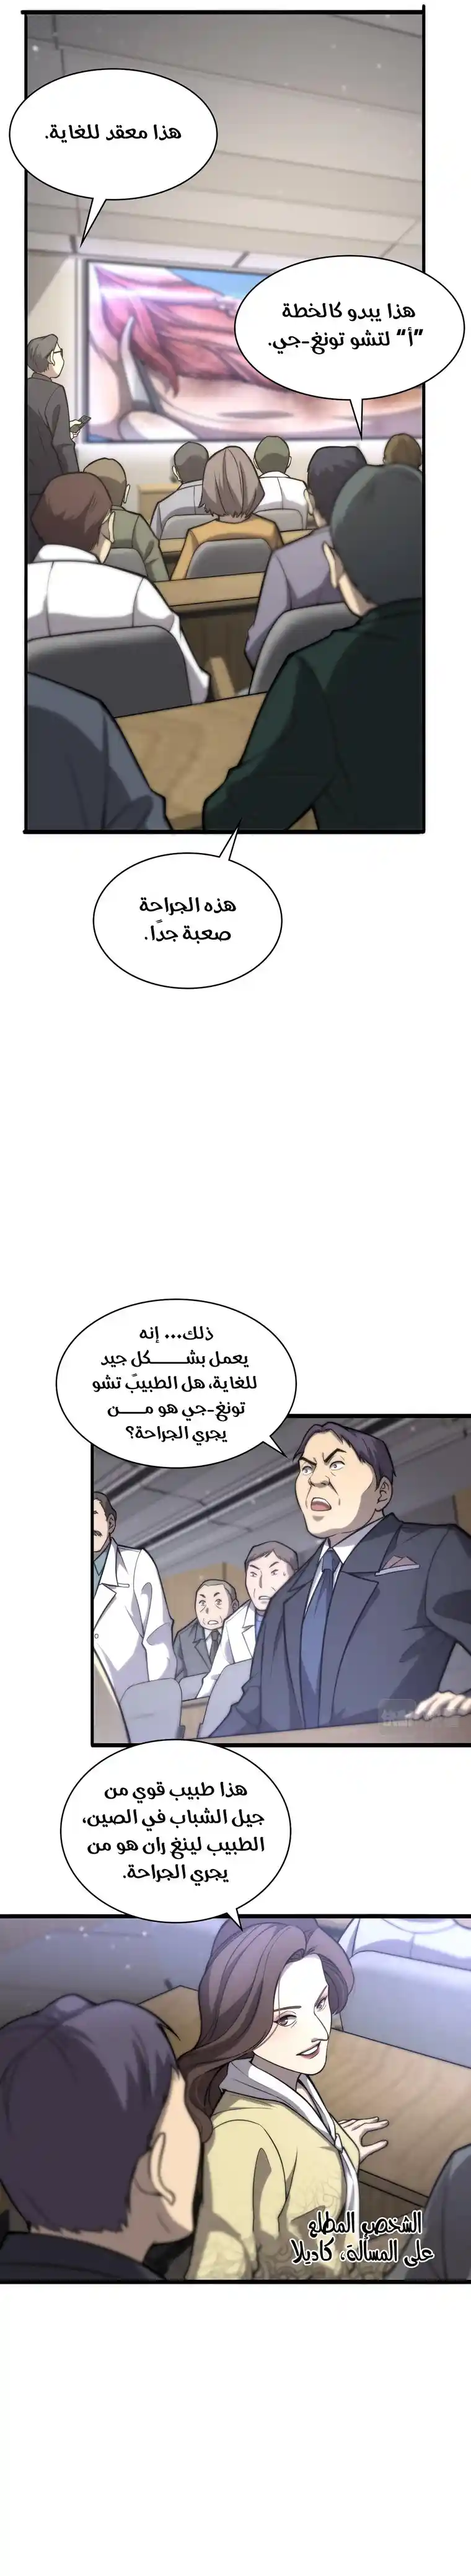 هذا معقد للغاية.
هذا يبدو كالخطة
"أ" لتشو تونغ-جي.
هذه الجراحة
صعبة جدًا.
ذلك... إنه
يعمل بشــــكل جيد
للغاية، هل الطبيبً تشو
تونغ-جي هو مــــن
يجري الجراحة؟
هذا طبيب قوي من
جيل الشباب في الصين،
الطبيب لينغ ران هو من
يجري الجراحة.
الشخص المطلع
على المسألة، كاديلا